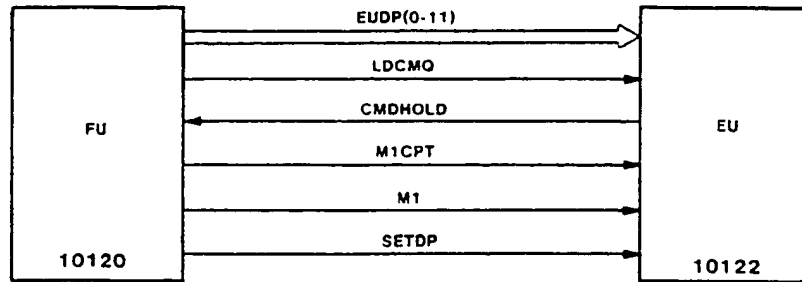 EUDP(0-11)
LDCMQ
CMDHOLD
FU
EU
M1CPT
M1
SETDP
10120
10122